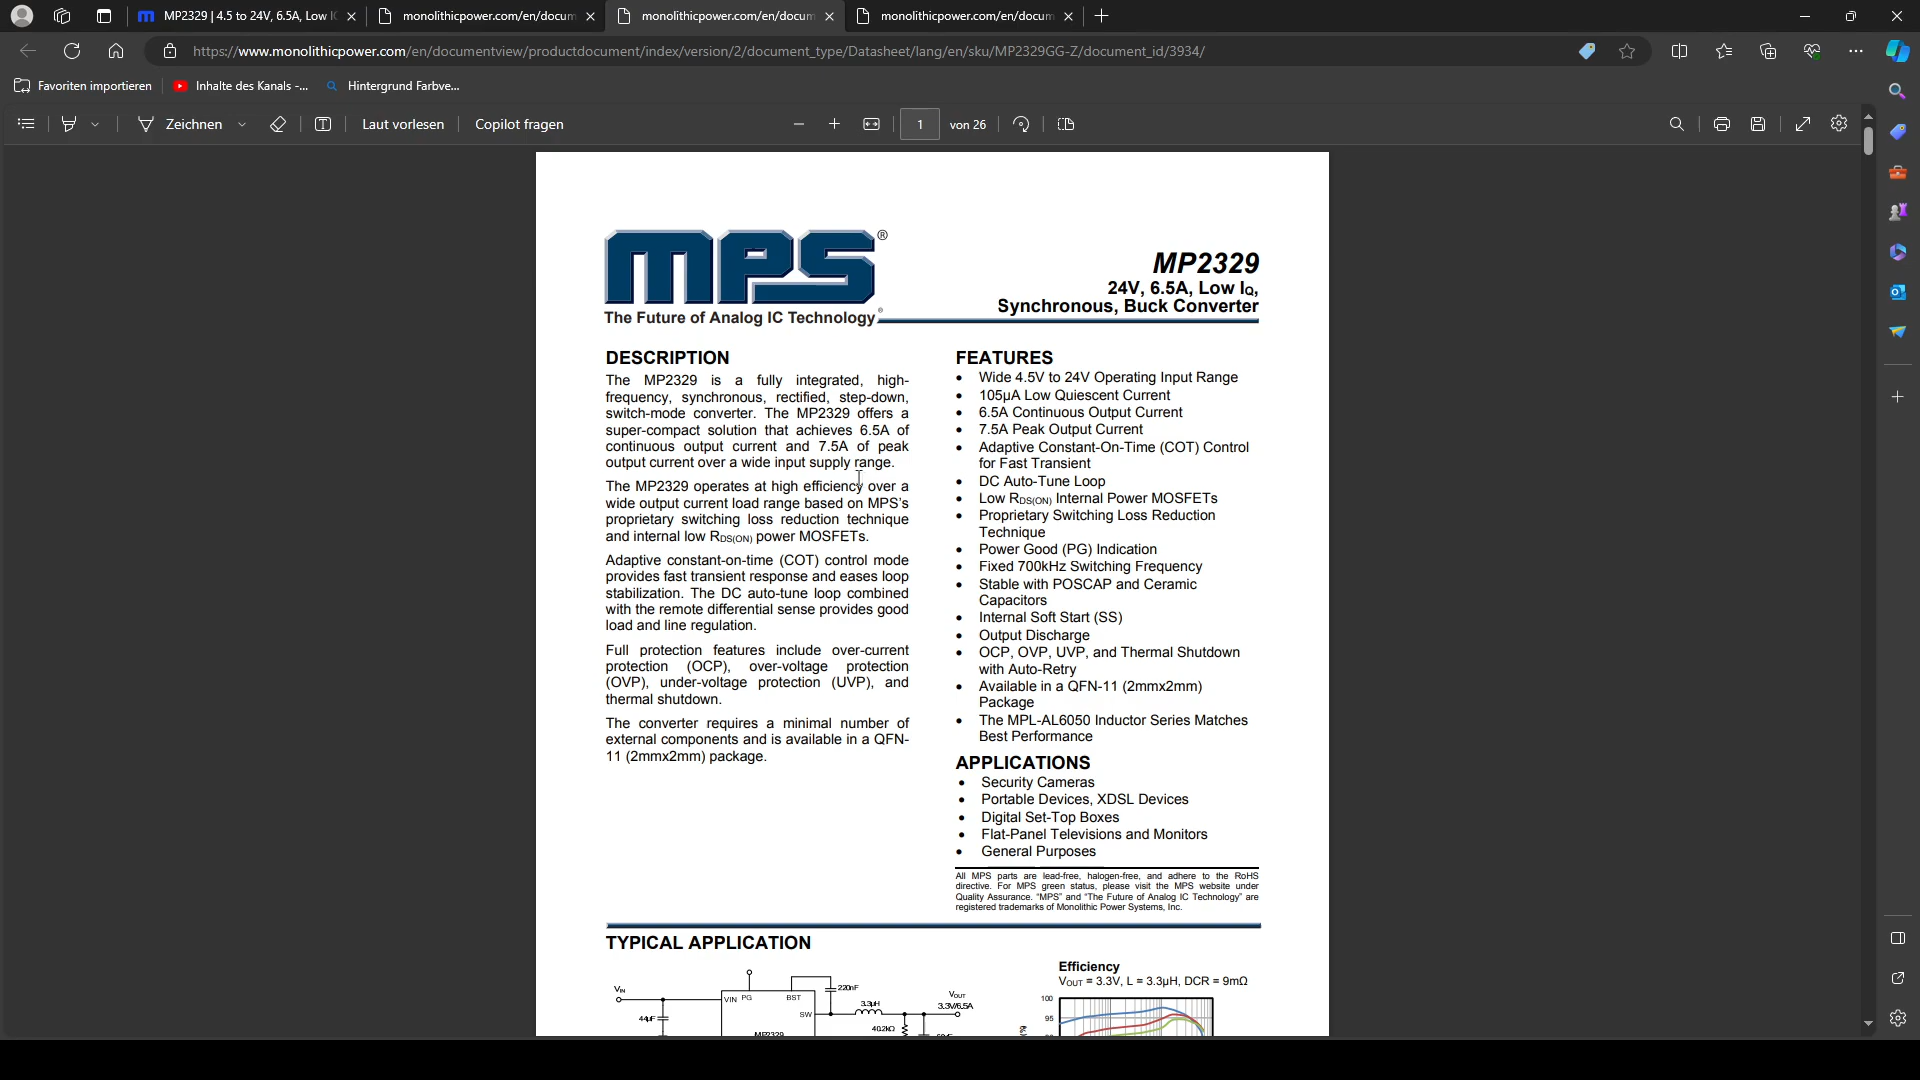 MP2329 | 4.5 to 24V, 6.5A, Low I
monolithicpower.com/en/docum
monolithicpower.com/en/docum
monolithicpower.com/en/docum
https://www.monolithicpower.com/en/documentview/productdocument/index/version/2/document_type/Datasheet/lang/en/sku/MP2329GG-Z/document_id/3934/
Favoriten importieren
Inhalte des Kanals -...
Hintergrund Farbve...
Zeichnen
Laut vorlesen
Copilot fragen
1
von 26
mPS®
The Future of Analog IC Technology®
MP2329
24V, 6.5A, Low IQ,
Synchronous, Buck Converter
DESCRIPTION
The MP2329 is a fully integrated, high-
frequency, synchronous, rectified, step-down,
switch-mode converter. The MP2329 offers a
super-compact solution that achieves 6.5A of
continuous output current and 7.5A of peak
output current over a wide input supply range.
The MP2329 operates at high efficiency over a
wide output current load range based on MPS's
proprietary switching loss reduction technique
and internal low RDS(ON) power MOSFETs.
Adaptive constant-on-time (COT) control mode
provides fast transient response and eases loop
stabilization. The DC auto-tune loop combined
with the remote differential sense provides good
load and line regulation.
Full protection features include over-current
protection (OCP), over-voltage protection
(OVP), under-voltage protection (UVP), and
thermal shutdown.
The converter requires a minimal number of
external components and is available in a QFN-
11 (2mmx2mm) package.
FEATURES
• Wide 4.5V to 24V Operating Input Range
• 105µA Low Quiescent Current
• 6.5A Continuous Output Current
• 7.5A Peak Output Current
• Adaptive Constant-On-Time (COT) Control
for Fast Transient
• DC Auto-Tune Loop
• Low RDS(ON) Internal Power MOSFETs
• Proprietary Switching Loss Reduction
Technique
• Power Good (PG) Indication
• Fixed 700kHz Switching Frequency
• Stable with POSCAP and Ceramic
Capacitors
• Internal Soft Start (SS)
• Output Discharge
• OCP, OVP, UVP, and Thermal Shutdown
with Auto-Retry
• Available in a QFN-11 (2mmx2mm)
Package
• The MPL-AL6050 Inductor Series Matches
Best Performance
APPLICATIONS
• Security Cameras
• Portable Devices, XDSL Devices
• Digital Set-Top Boxes
• Flat-Panel Televisions and Monitors
• General Purposes
All MPS parts are lead-free, halogen-free, and adhere to the RoHS
directive. For MPS green status, please visit the MPS website under
Quality Assurance. "MPS" and "The Future of Analog IC Technology" are
registered trademarks of Monolithic Power Systems, Inc.
TYPICAL APPLICATION
VIN
VIN PG
BST
220nF
SW
3.3µH
VOUT
3.3V/6.5A
44µF
40.2kΩ
MP2329
Efficiency
VOUT = 3.3V, L = 3.3µH, DCR = 9mΩ
100
95